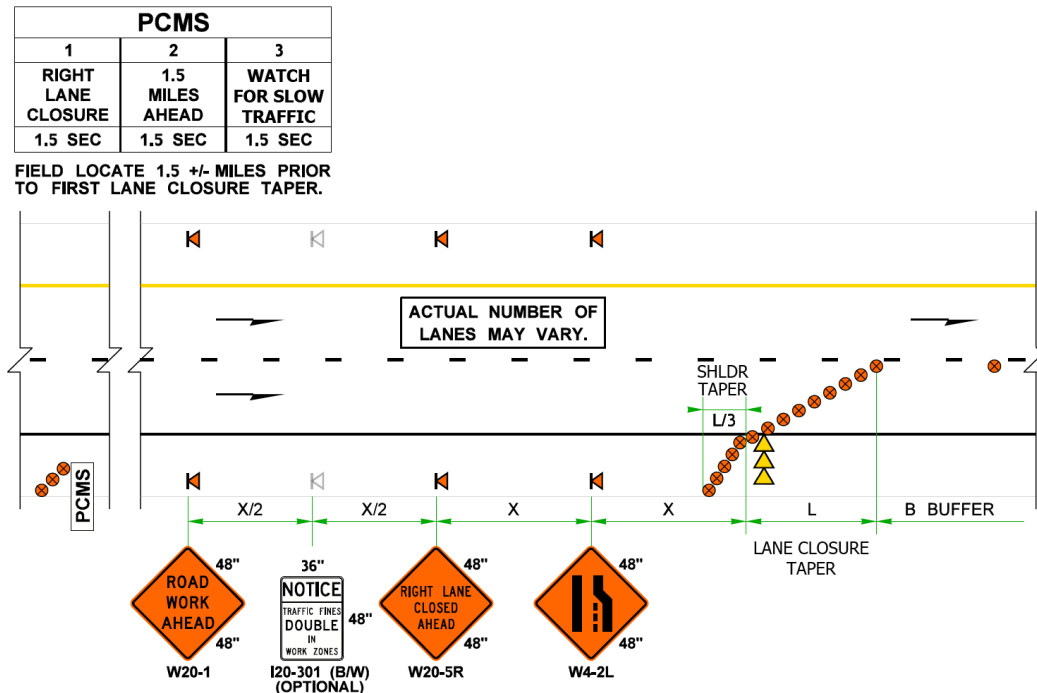 PCMS
1 2 3
RIGHT LANE CLOSURE
1.5 MILES AHEAD
WATCH FOR SLOW TRAFFIC
1.5 SEC 1.5 SEC 1.5 SEC
FIELD LOCATE 1.5 +/- MILES PRIOR
TO FIRST LANE CLOSURE TAPER.
ACTUAL NUMBER OF
LANES MAY VARY.
SHLDR
TAPER
L/3
PCMS
X/2 X/2 X X L B BUFFER
LANE CLOSURE
TAPER
ROAD
WORK
AHEAD
48"
48"
W20-1
36"
NOTICE
TRAFFIC FINES
DOUBLE
IN
WORK ZONES
48"
I20-301 (B/W)
(OPTIONAL)
RIGHT LANE
CLOSED
AHEAD
48"
48"
W20-5R
48"
48"
W4-2L